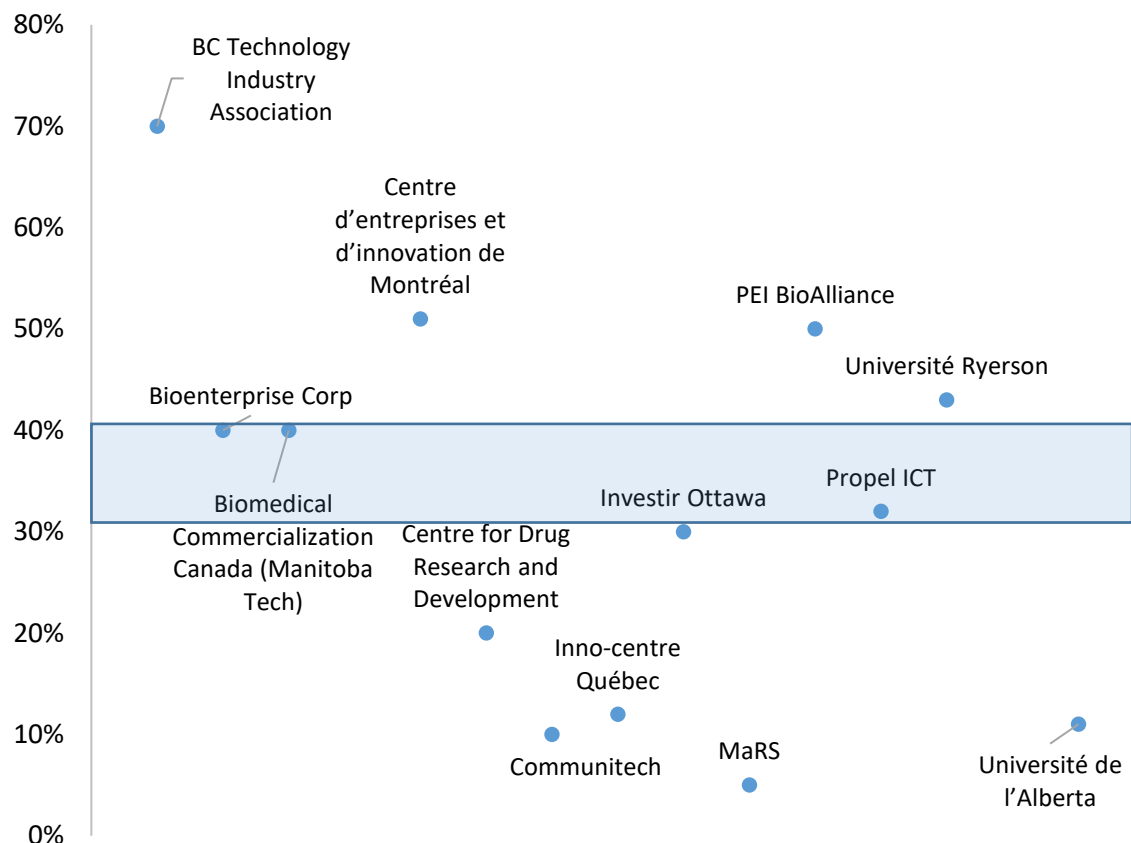 80%
BC Technology
Industry
Association
70%
Centre
d’entreprises et
d’innovation de
Montréal
60%
PEI BioAlliance
50%
Université Ryerson
Bioenterprise Corp
40%
Propel ICT
Investir Ottawa
Biomedical
Commercialization
Canada (Manitoba
Tech)
30%
Centre for Drug
Research and
Development
20%
Inno-centre
Québec
10%
Communitech
MaRS
Université de
l’Alberta
0%